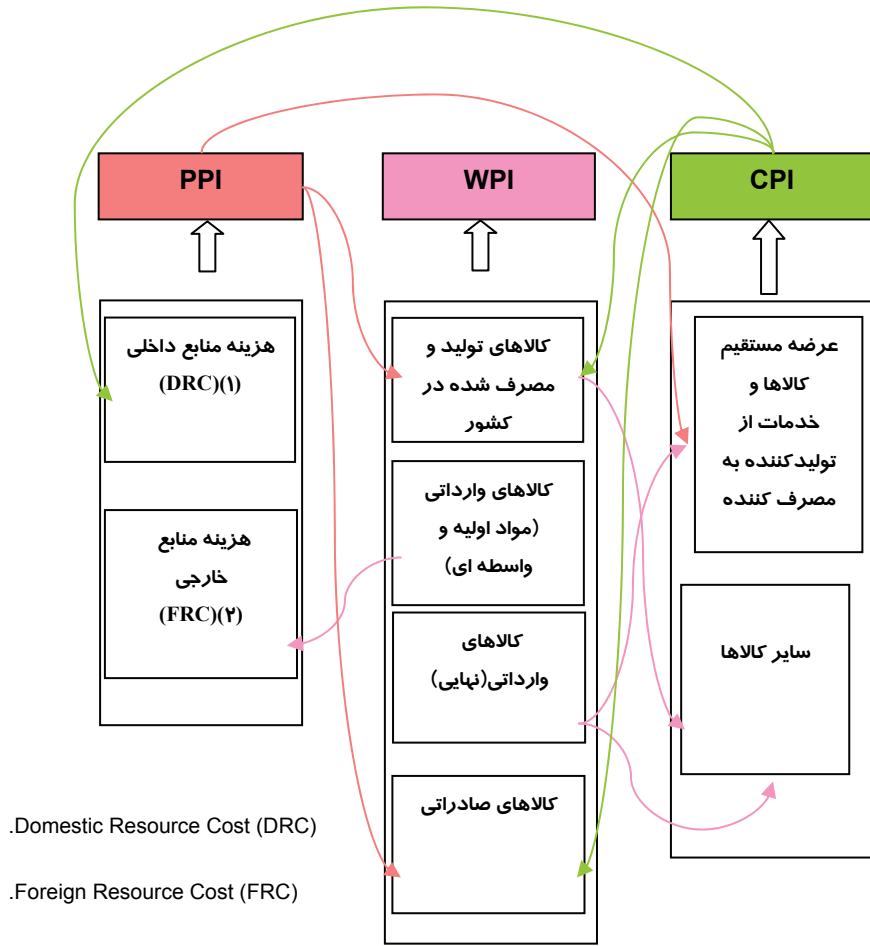 PPI
WPI
CPI
هزینه منابع داخلی
(DRC)(۱)
هزینه منابع
خارجی
(FRC)(۲)
کالاهای تولید و
مصرف شده در
کشور
کالاهای وارداتی
(مواد اولیه و
واسطه ای)
کالاهای
وارداتی(نهایی)
کالاهای صادراتی
عرضه مستقیم
کالاها و
خدمات از
تولیدکننده به
مصرف کننده
سایر کالاها
.Domestic Resource Cost (DRC)
.Foreign Resource Cost (FRC)